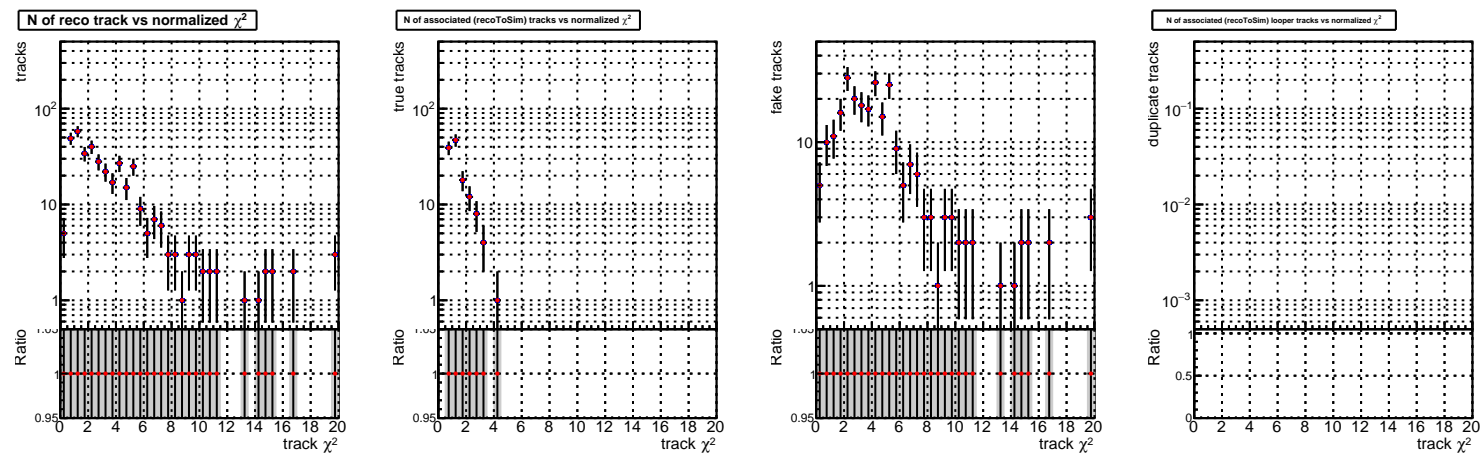 N of reco track vs normalized χ²
tracks
10²
10
1
Ratio
1.05
1
0.95
0 2 4 6 8 10 12 14 16 18 20
track χ²
N of associated (recoToSim) tracks vs normalized χ²
true tracks
10²
10
1
Ratio
1.05
1
0.95
0 2 4 6 8 10 12 14 16 18 20
track χ²
fake tracks
10
1
Ratio
1.05
1
0.95
0 2 4 6 8 10 12 14 16 18 20
track χ²
N of associated (recoToSim) looper tracks vs normalized χ²
duplicate tracks
10⁻¹
10⁻²
10⁻³
Ratio
1
0.5
0
0 2 4 6 8 10 12 14 16 18 20
track χ²